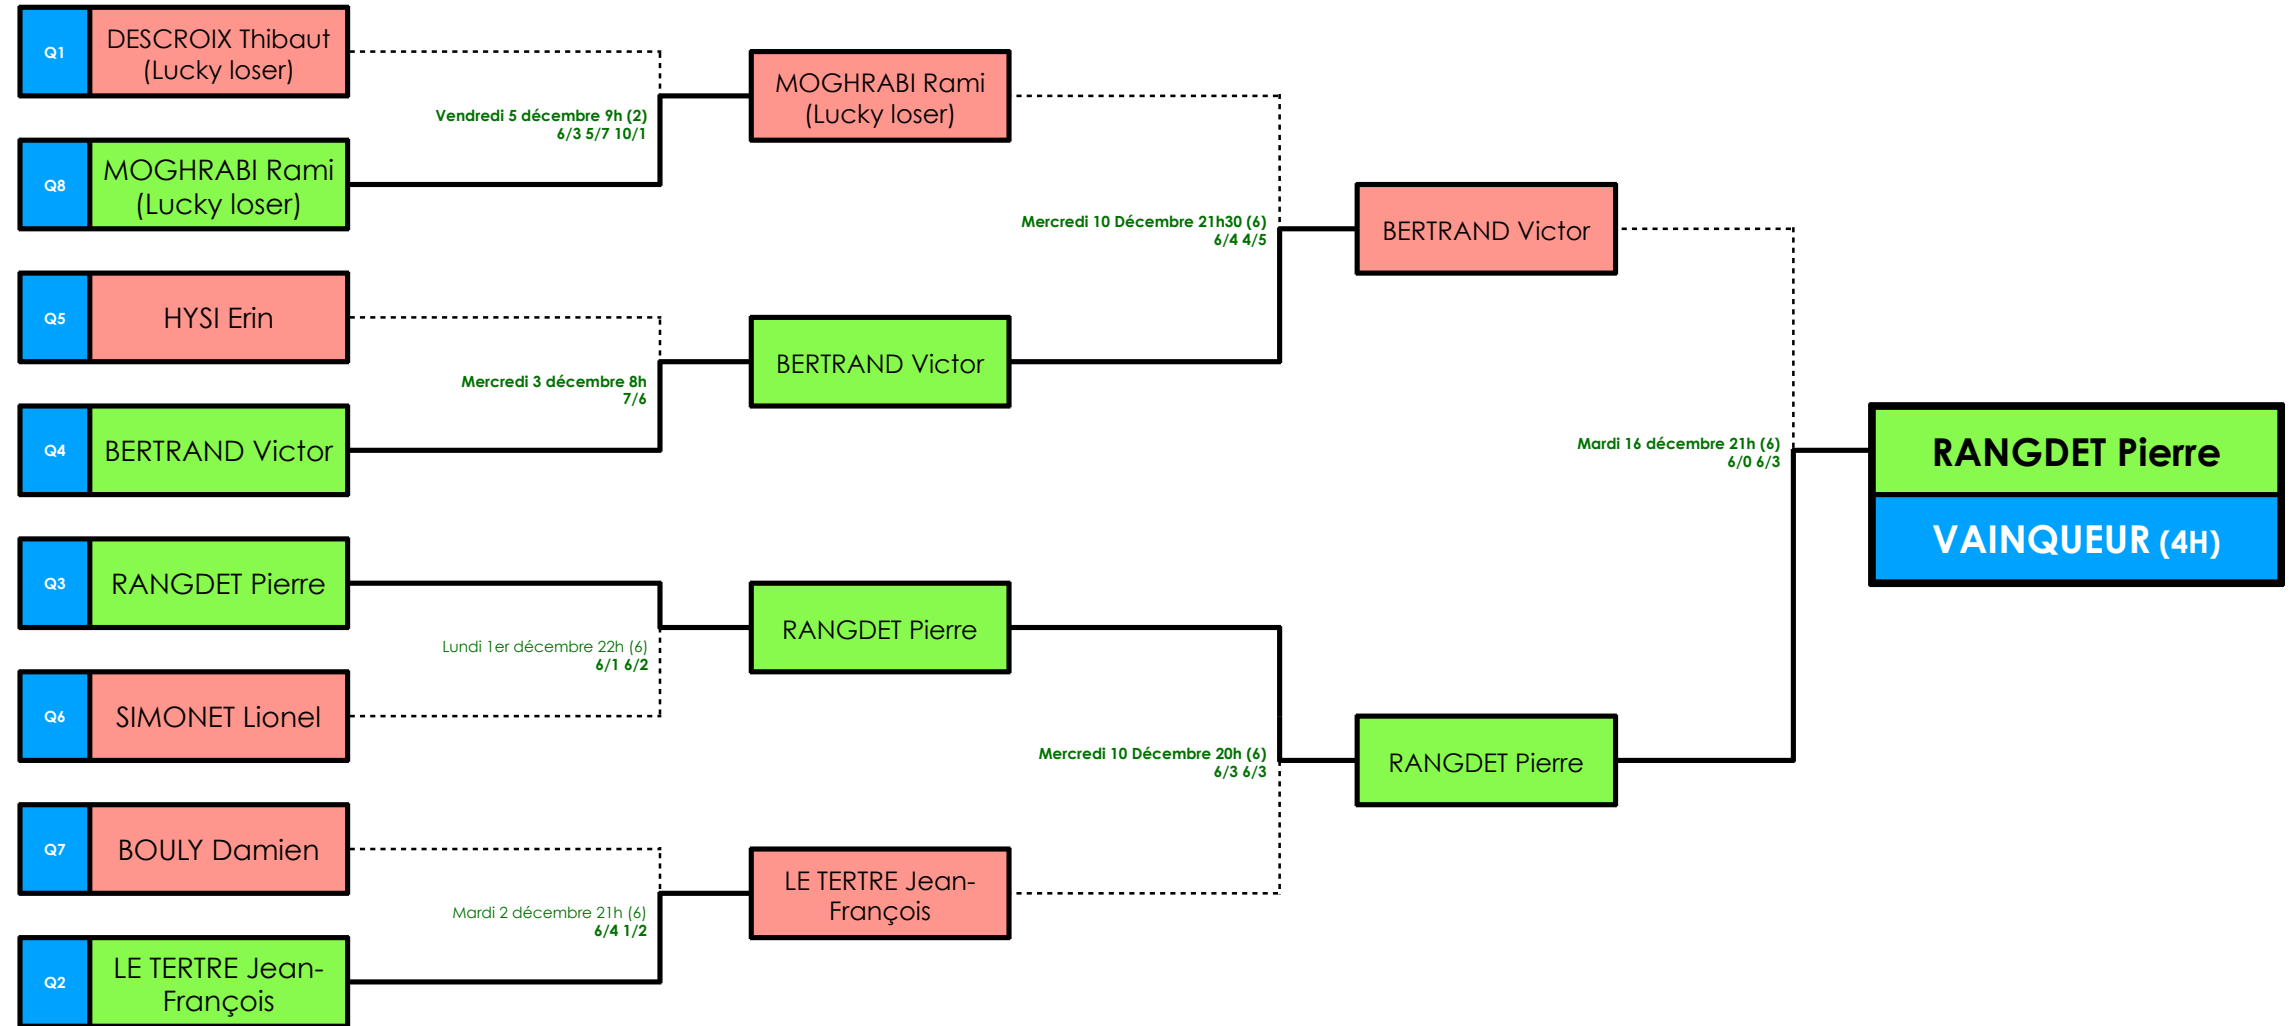 Q1
DESCROIX Thibaut
(Lucky loser)
Vendredi 5 décembre 9h (2)
6/3 5/7 10/1
Q8
MOGHRABI Rami
(Lucky loser)
Q5
HYSI Erin
Mercredi 3 décembre 8h
7/6
Q4
BERTRAND Victor
Q3
RANGDET Pierre
Lundi 1er décembre 22h (6)
6/1 6/2
Q6
SIMONET Lionel
Q7
BOULY Damien
Mardi 2 décembre 21h (6)
6/4 1/2
Q2
LE TERTRE Jean-
François
MOGHRABI Rami
(Lucky loser)
Mercredi 10 Décembre 21h30 (6)
6/4 4/5
BERTRAND Victor
RANGDET Pierre
Mercredi 10 Décembre 20h (6)
6/3 6/3
LE TERTRE Jean-
François
BERTRAND Victor
Mardi 16 décembre 21h (6)
6/0 6/3
RANGDET Pierre
RANGDET Pierre
VAINQUEUR (4H)